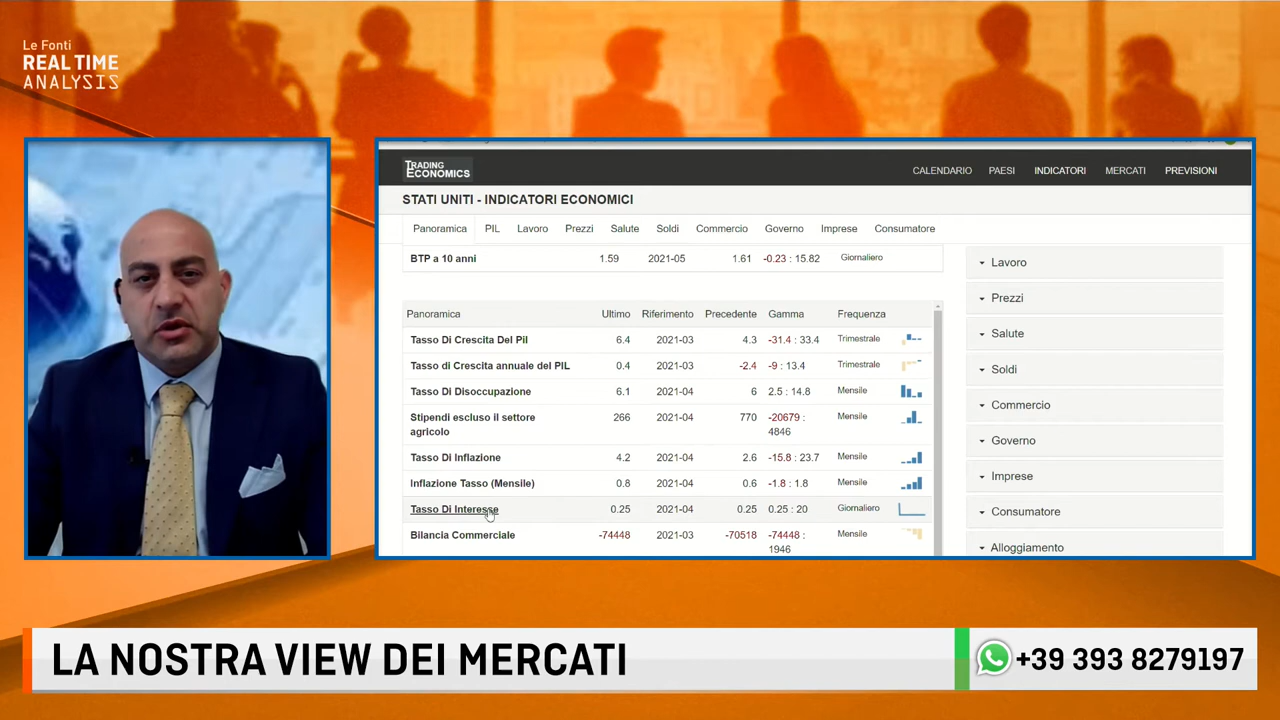 Le Fonti
REAL TIME
ANALYSIS
TRADING
ECONOMICS
CALENDARIO PAESI INDICATORI MERCATI PREVISIONI
STATI UNITI - INDICATORI ECONOMICI
Panoramica PIL Lavoro Prezzi Salute Soldi Commercio Governo Imprese Consumatore
BTP a 10 anni 1.59 2021-05 1.61 -0.23 : 15.82 Giornaliero
Panoramica Ultimo Riferimento Precedente Gamma Frequenza
Tasso Di Crescita Del Pil 6.4 2021-03 4.3 -31.4 : 33.4 Trimestrale
Tasso di Crescita annuale del PIL 0.4 2021-03 -2.4 -9 : 13.4 Trimestrale
Tasso Di Disoccupazione 6.1 2021-04 6 2.5 : 14.8 Mensile
Stipendi escluso il settore 266 2021-04 770 -20679 : Mensile
agricolo 4846
Tasso Di Inflazione 4.2 2021-04 2.6 -15.8 : 23.7 Mensile
Inflazione Tasso (Mensile) 0.8 2021-04 0.6 -1.8 : 1.8 Mensile
Tasso Di Interesse 0.25 2021-04 0.25 0.25 : 20 Giornaliero
Bilancia Commerciale -74448 2021-03 -70518 -74448 : Mensile
1946
Lavoro
Prezzi
Salute
Soldi
Commercio
Governo
Imprese
Consumatore
Alloggiamento
LA NOSTRA VIEW DEI MERCATI
+39 393 8279197